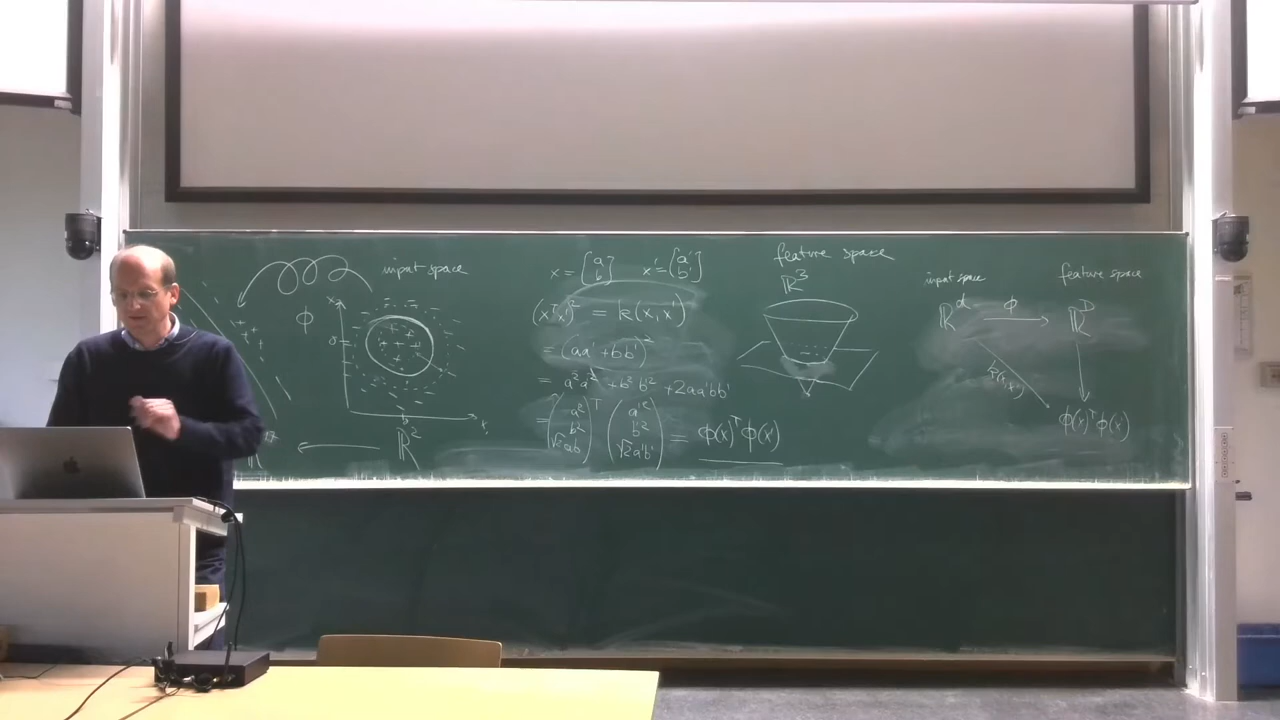 input space
Φ
x₂
ℝ²
x = [a b]   x' = [a' b']
(xᵀx')² = k(x,x')
= (aa' + bb')²
= a²a'² + b²b'² + 2aa'bb'
= (a² b² √2ab)ᵀ (a'² b'² √2a'b') = Φ(x)ᵀΦ(x')
feature space
ℝ³
input space   feature space
ℝᵈ   Φ   ℝᴰ
k(x,x')
Φ(x)ᵀΦ(x')